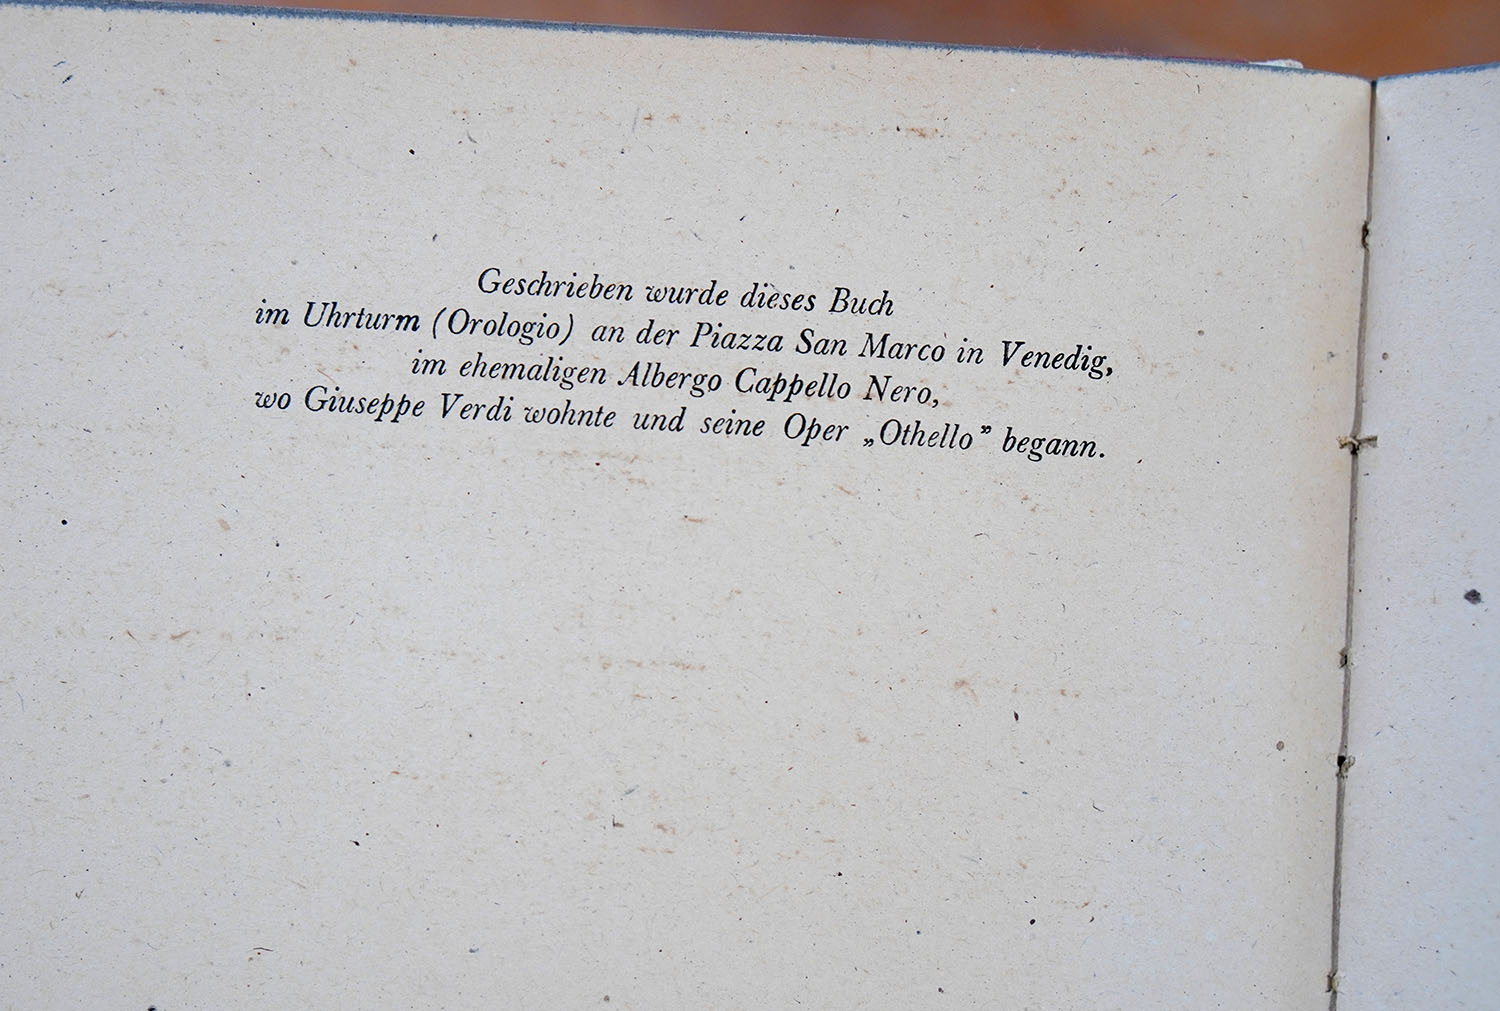 Geschrieben wurde dieses Buch
im Uhrturm (Orologio) an der Piazza San Marco in Venedig,
im ehemaligen Albergo Cappello Nero,
wo Giuseppe Verdi wohnte und seine Oper „Othello” begann.